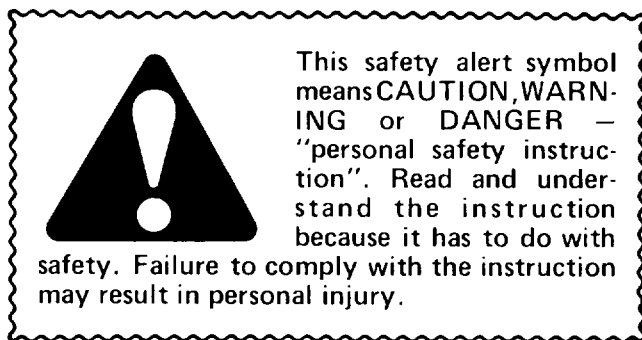 This safety alert symbol
means CAUTION, WARN-
ING or DANGER —
"personal safety instruc-
tion". Read and under-
stand the instruction
because it has to do with
safety. Failure to comply with the instruction
may result in personal injury.